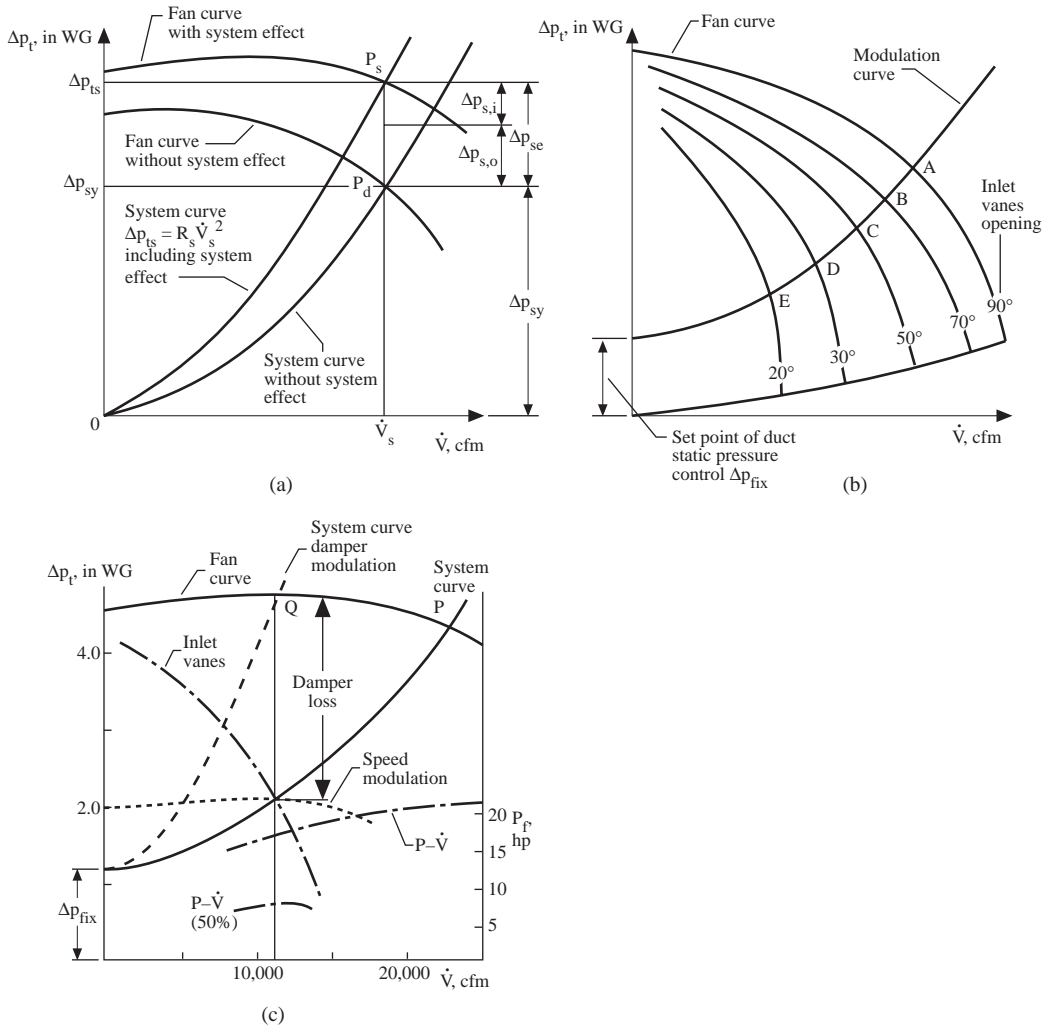 Δp_t, in WG
Fan curve
with system effect
P_s
Δp_ts
Δp_s,i
Δp_se
Δp_s,o
Fan curve
without system effect
Δp_sy
P_d
System curve
Δp_ts = R_s V̇_s²
including system
effect
Δp_sy
System curve
without system
effect
0
V̇_s
V̇, cfm
(a)
Δp_t, in WG
Fan curve
Modulation
curve
A
B
C
D
E
Inlet
vanes
opening
90°
70°
50°
30°
20°
V̇, cfm
Set point of duct
static pressure
control Δp_fix
(b)
System curve
damper
modulation
Δp_t, in WG
Fan
curve
System
curve
Q
P
4.0
Inlet
vanes
Damper
loss
Speed
modulation
2.0
P–V̇
P_f,
hp
20
15
10
5
Δp_fix
P–V̇
(50%)
10,000
20,000
V̇, cfm
(c)